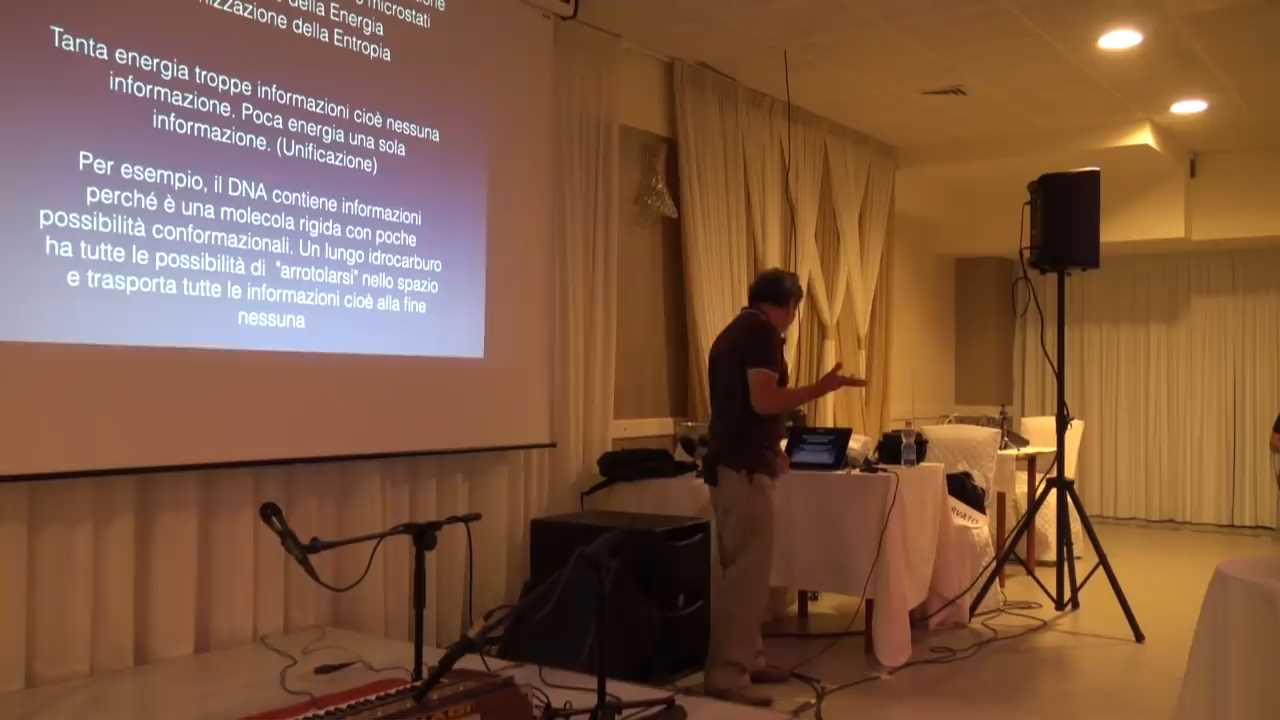 microstati
della Energia
della Entropia
Tanta energia troppe informazioni cioè nessuna
informazione. Poca energia una sola
informazione. (Unificazione)
Per esempio, il DNA contiene informazioni
perché è una molecola rigida con poche
possibilità conformazionali. Un lungo idrocarburo
ha tutte le possibilità di "arrotolarsi" nello spazio
e trasporta tutte le informazioni cioè alla fine
nessuna